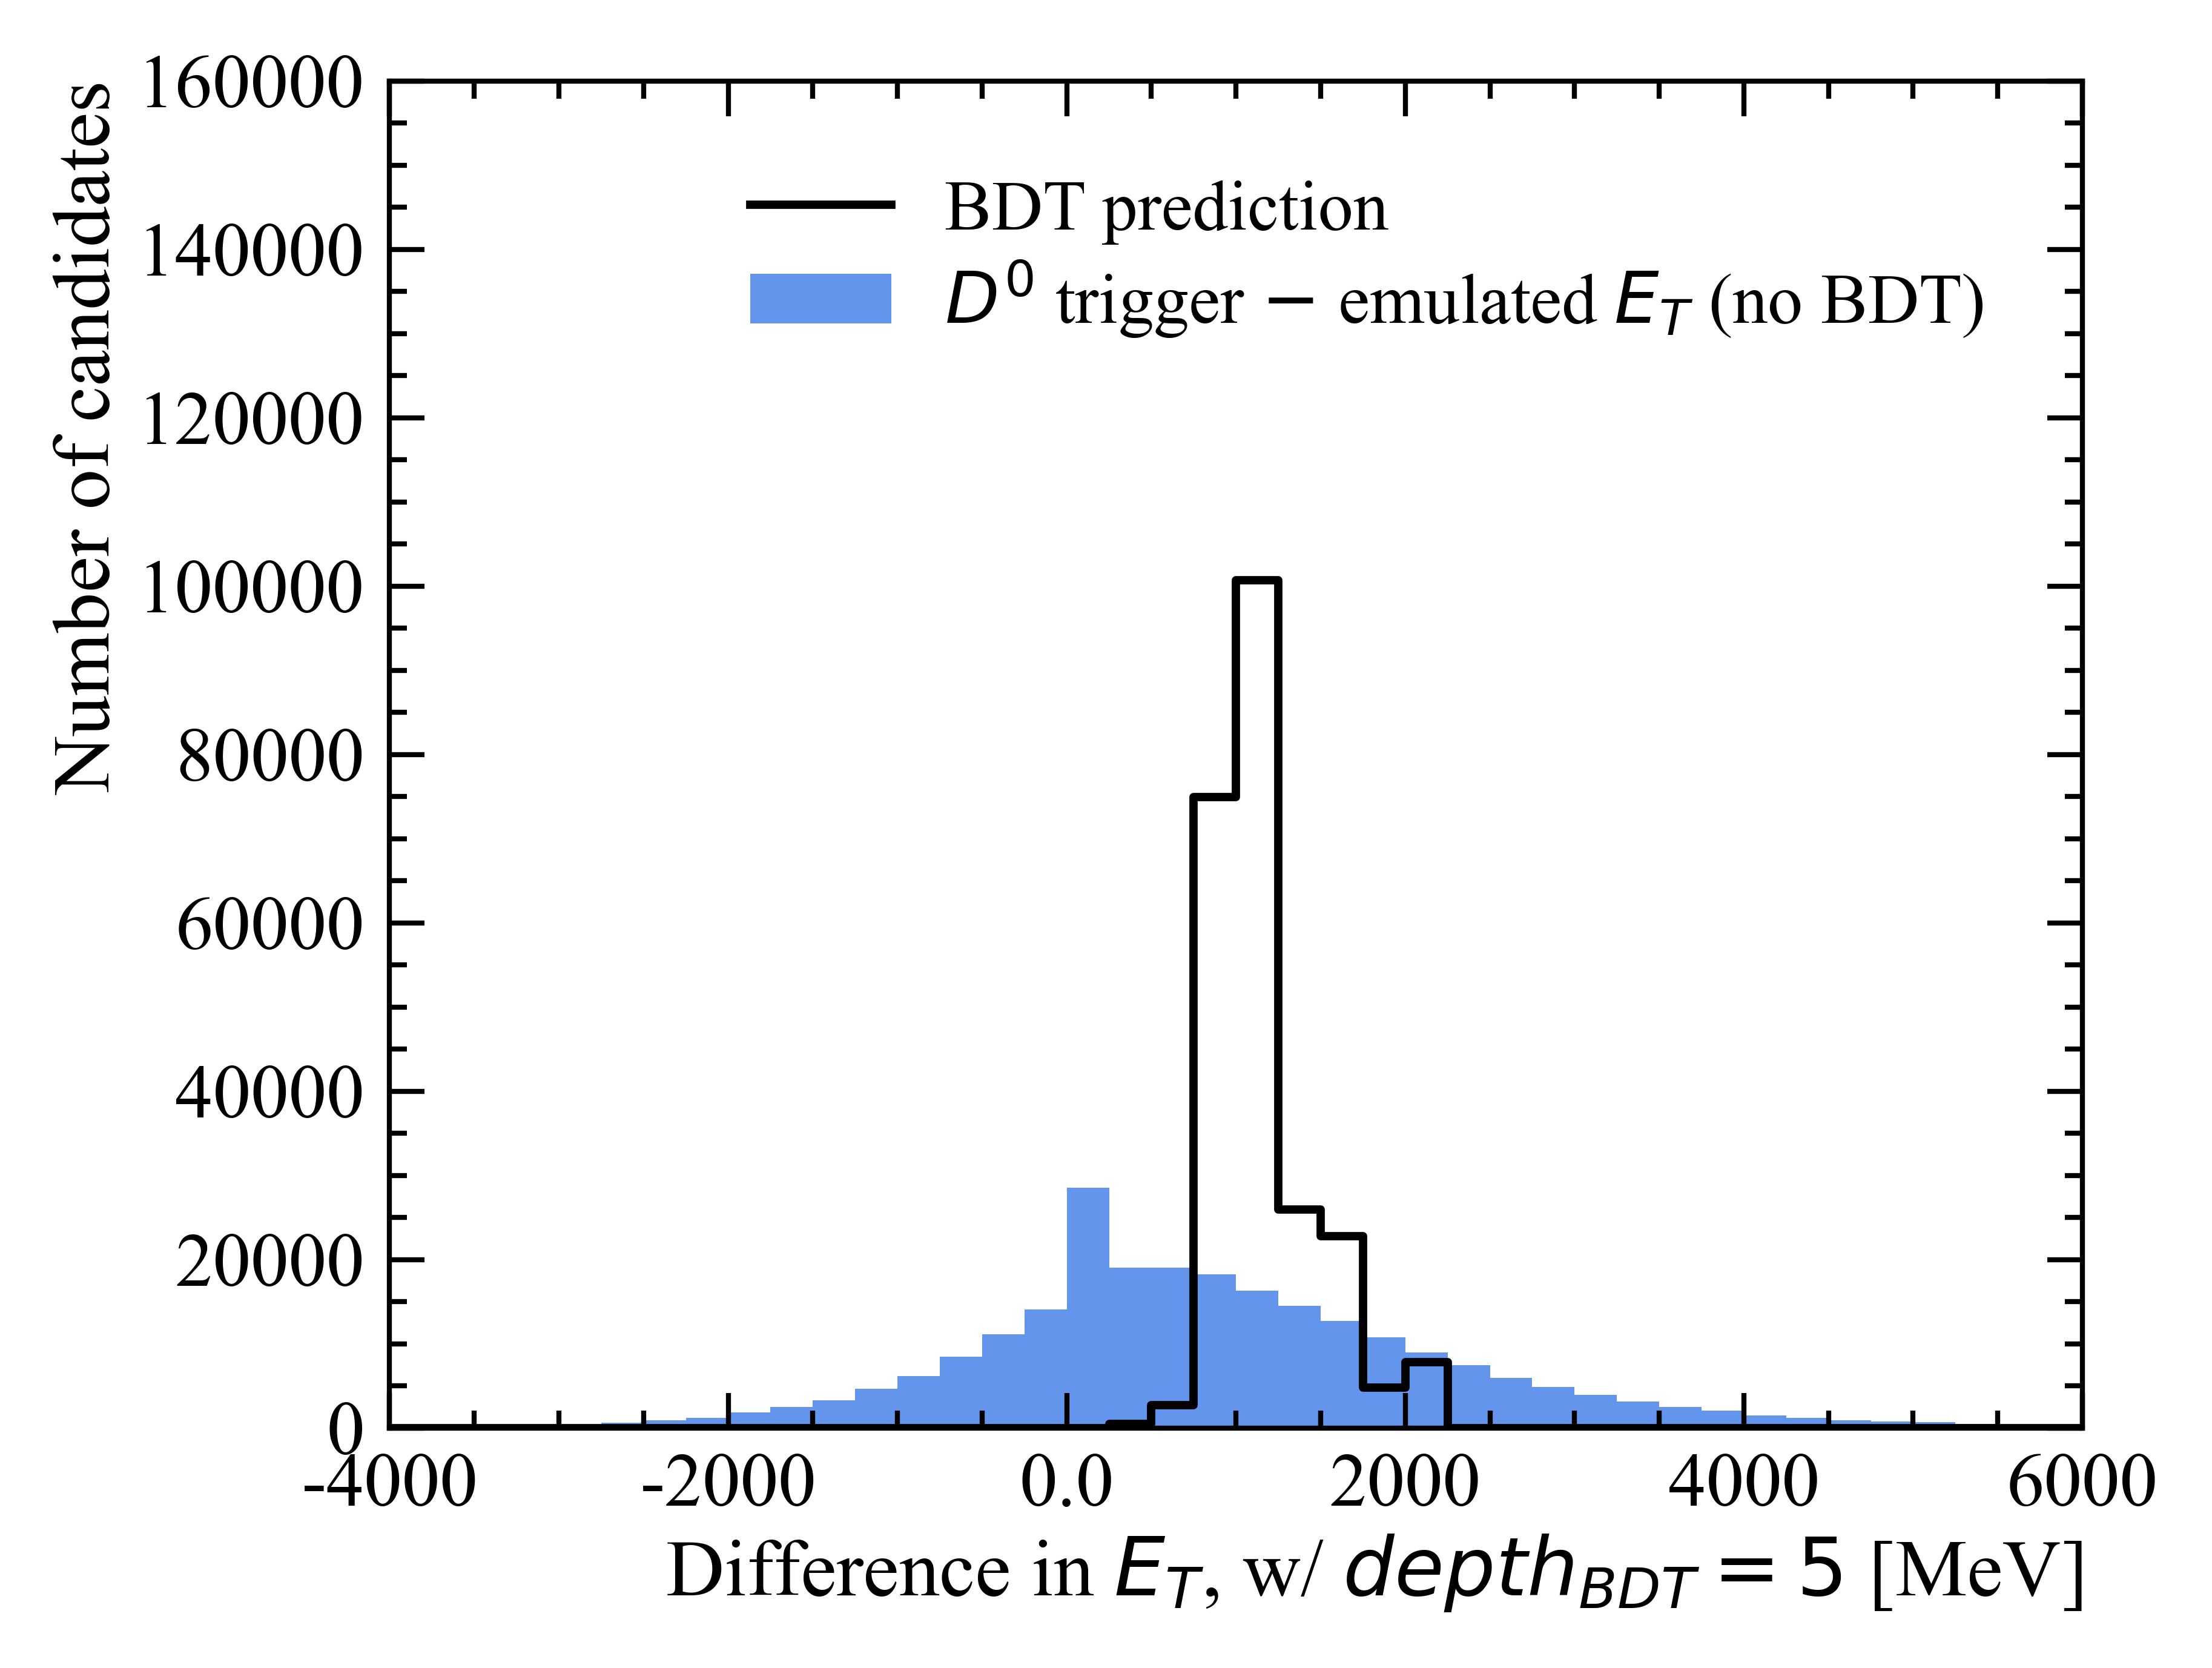 Number of candidates
160000
140000
120000
100000
80000
60000
40000
20000
0
BDT prediction
D⁰ trigger − emulated E_T (no BDT)
-4000 -2000 0.0 2000 4000 6000
Difference in E_T, w/ depth_BDT = 5 [MeV]